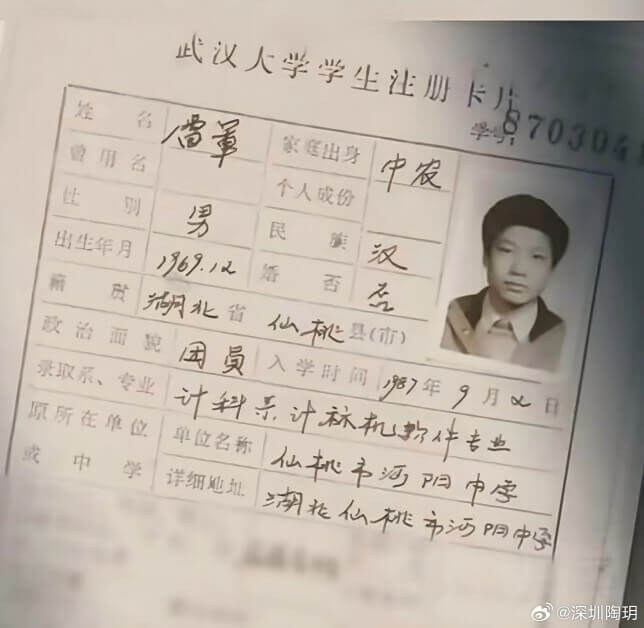 武汉大学学生注册卡片
学号: 870304
姓名 雷军 家庭出身 中农
曾用名 个人成份
性别 男 民族 汉
出生年月 1969.12 婚否 否
籍贯 湖北省 仙桃县(市)
政治面貌 团员 入学时间 1987年9月2日
录取系、专业 计科系计标机软件专业
原所在单位或中学 单位名称 仙桃市沔阳中学
详细地址 湖北仙桃市沔阳中学
@深圳陶玥